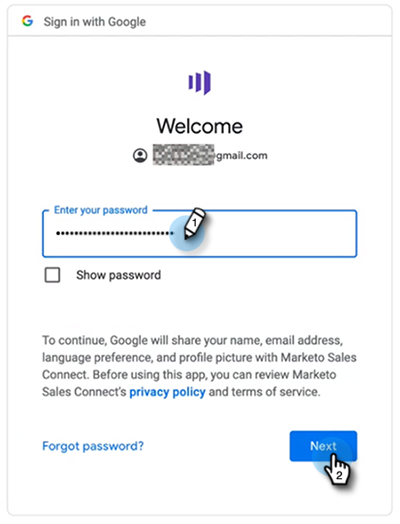 Sign in with Google
Welcome
gmail.com
Enter your password
••••••••••••••••••••••••••
1
Show password
To continue, Google will share your name, email address,
language preference, and profile picture with Marketo Sales
Connect. Before using this app, you can review Marketo
Sales Connect's privacy policy and terms of service.
Forgot password?
Next
2